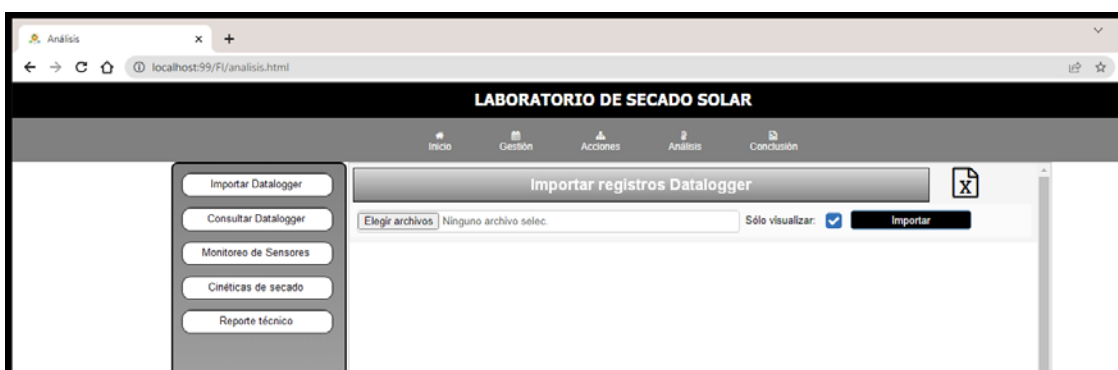 Análisis
localhost:99/FI/analisis.html
LABORATORIO DE SECADO SOLAR
Inicio Gestión Acciones Análisis Conclusión
Importar Datalogger
Importar registros Datalogger
X
Consultar Datalogger
Elegir archivos Ninguno archivo selec. Sólo visualizar: Importar
Monitoreo de Sensores
Cinéticas de secado
Reporte técnico